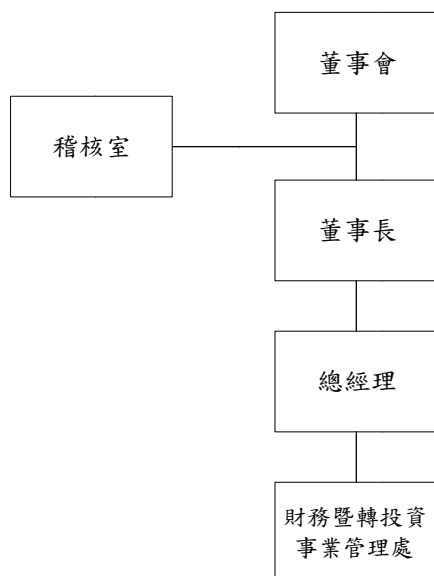 董事會
稽核室
董事長
總經理
財務暨轉投資
事業管理處